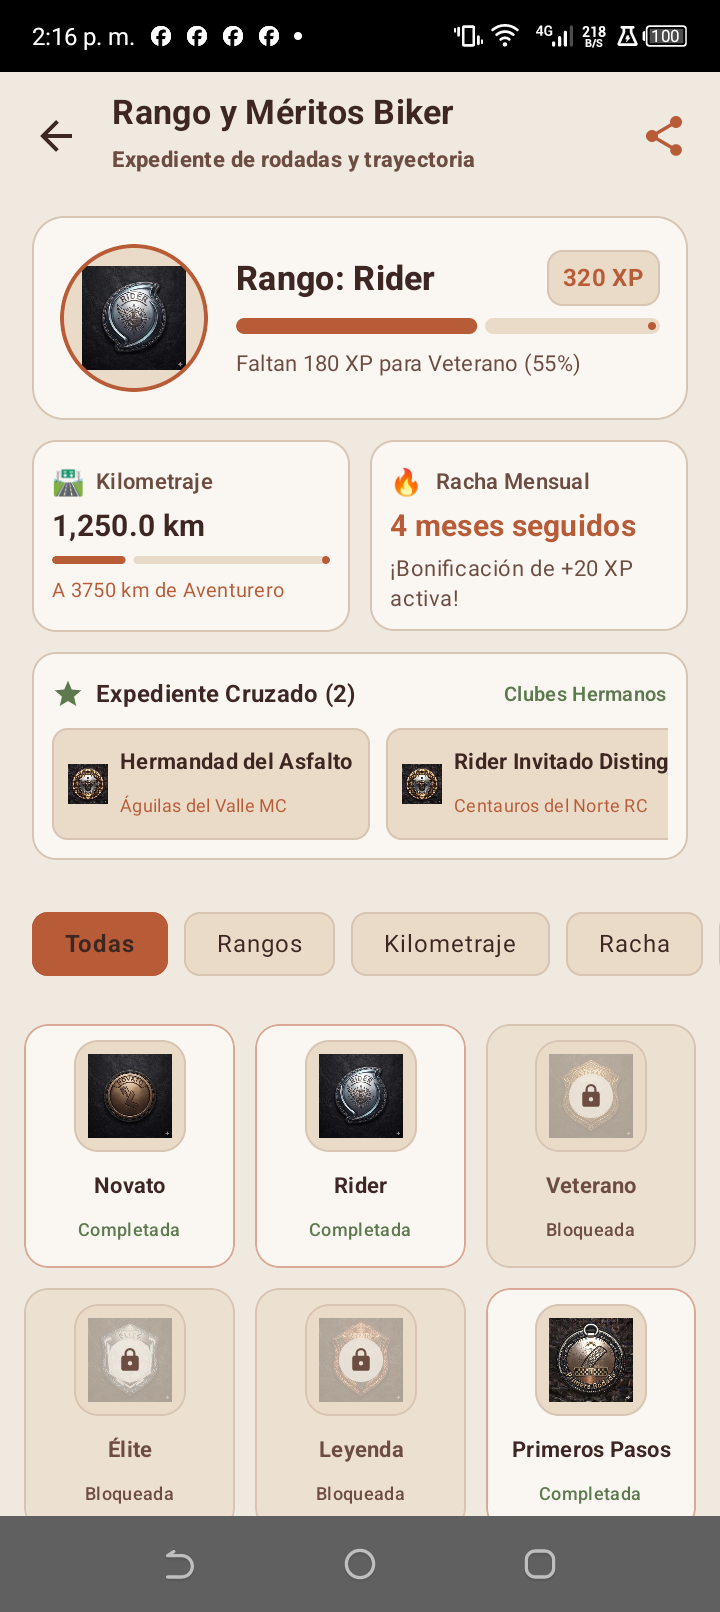 2:16 p. m.
4G 218 B/S 100
Rango y Méritos Biker
Expediente de rodadas y trayectoria
RIDER
Rango: Rider
320 XP
Faltan 180 XP para Veterano (55%)
Kilometraje
1,250.0 km
A 3750 km de Aventurero
Racha Mensual
4 meses seguidos
¡Bonificación de +20 XP
activa!
Expediente Cruzado (2)
Clubes Hermanos
Hermandad del Asfalto
Águilas del Valle MC
Rider Invitado Disting
Centauros del Norte RC
Todas
Rangos
Kilometraje
Racha
NOVATO
Novato
Completada
RIDER
Rider
Completada
Veterano
Bloqueada
Élite
Bloqueada
Leyenda
Bloqueada
Primeros Pasos
Completada